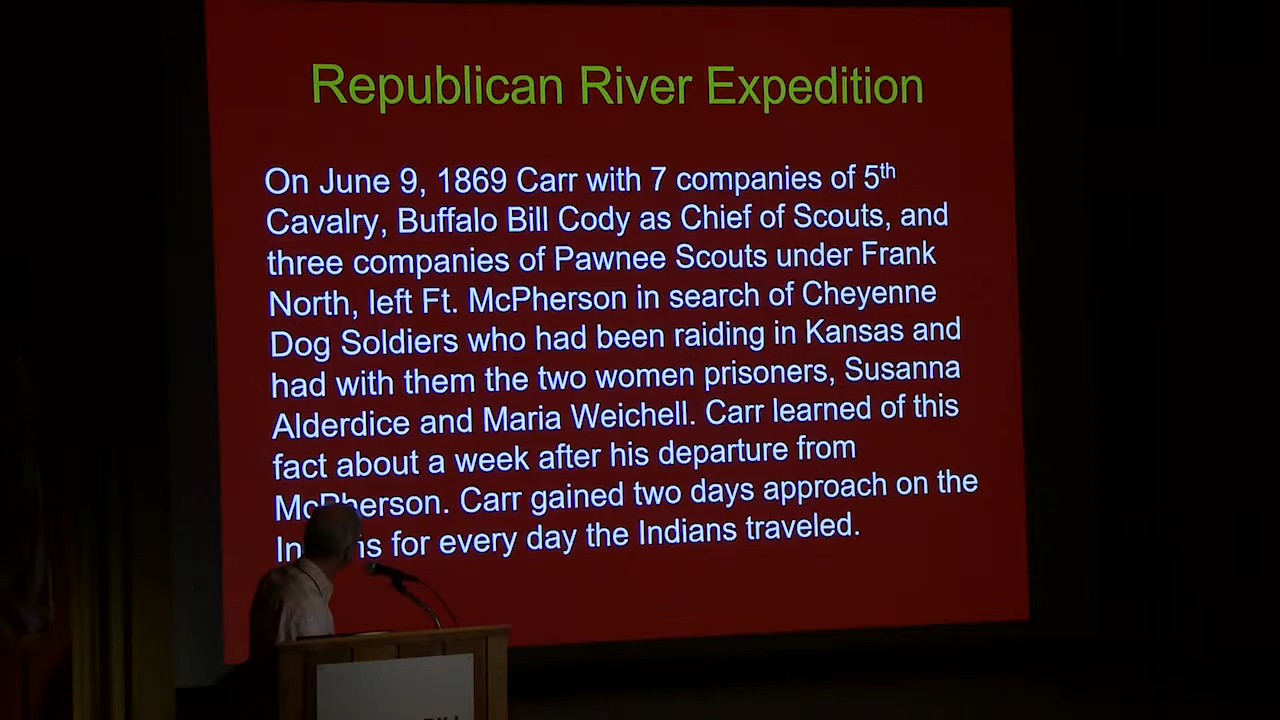 Republican River Expedition
On June 9, 1869 Carr with 7 companies of 5th
Cavalry, Buffalo Bill Cody as Chief of Scouts, and
three companies of Pawnee Scouts under Frank
North, left Ft. McPherson in search of Cheyenne
Dog Soldiers who had been raiding in Kansas and
had with them the two women prisoners, Susanna
Alderdice and Maria Weichell. Carr learned of this
fact about a week after his departure from
McPherson. Carr gained two days approach on the
Indians for every day the Indians traveled.